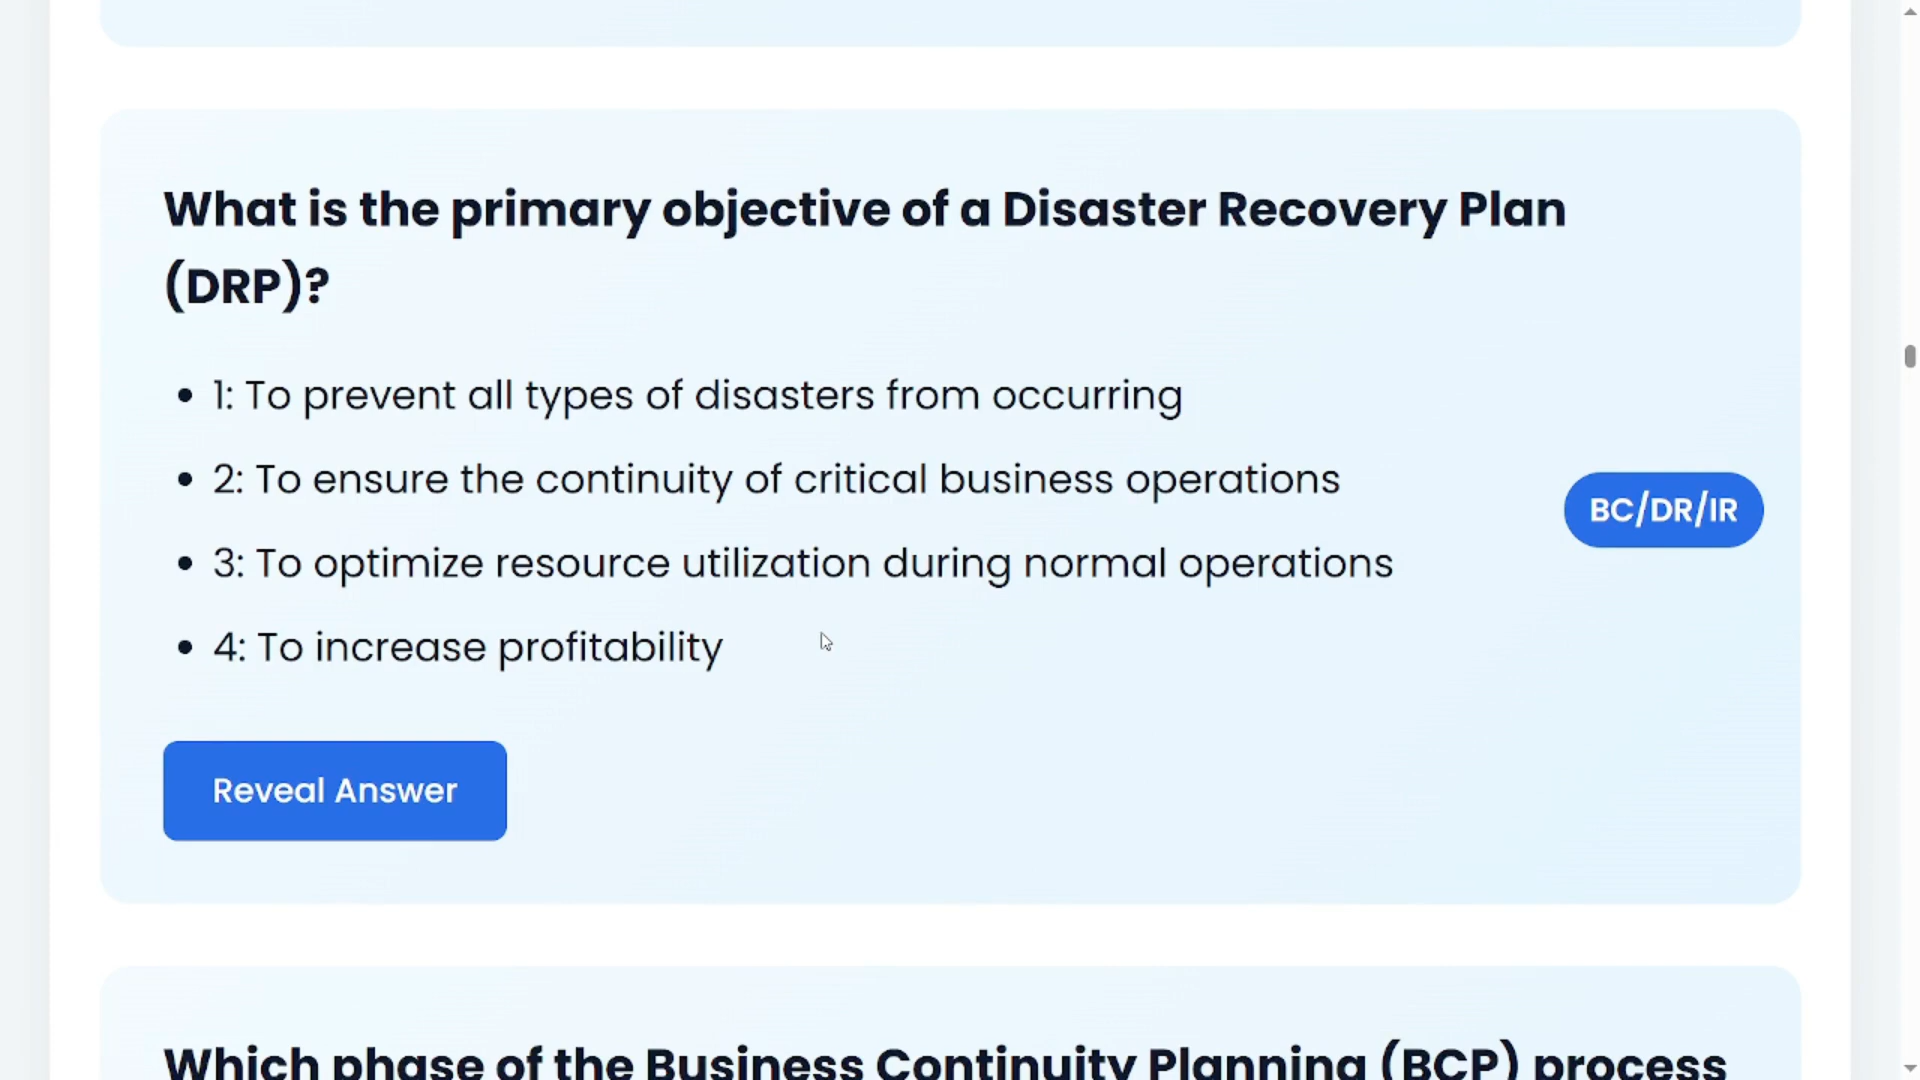 What is the primary objective of a Disaster Recovery Plan
(DRP)?
1: To prevent all types of disasters from occurring
2: To ensure the continuity of critical business operations
3: To optimize resource utilization during normal operations
4: To increase profitability
BC/DR/IR
Reveal Answer
Which phase of the Business Continuity Planning (BCP) process